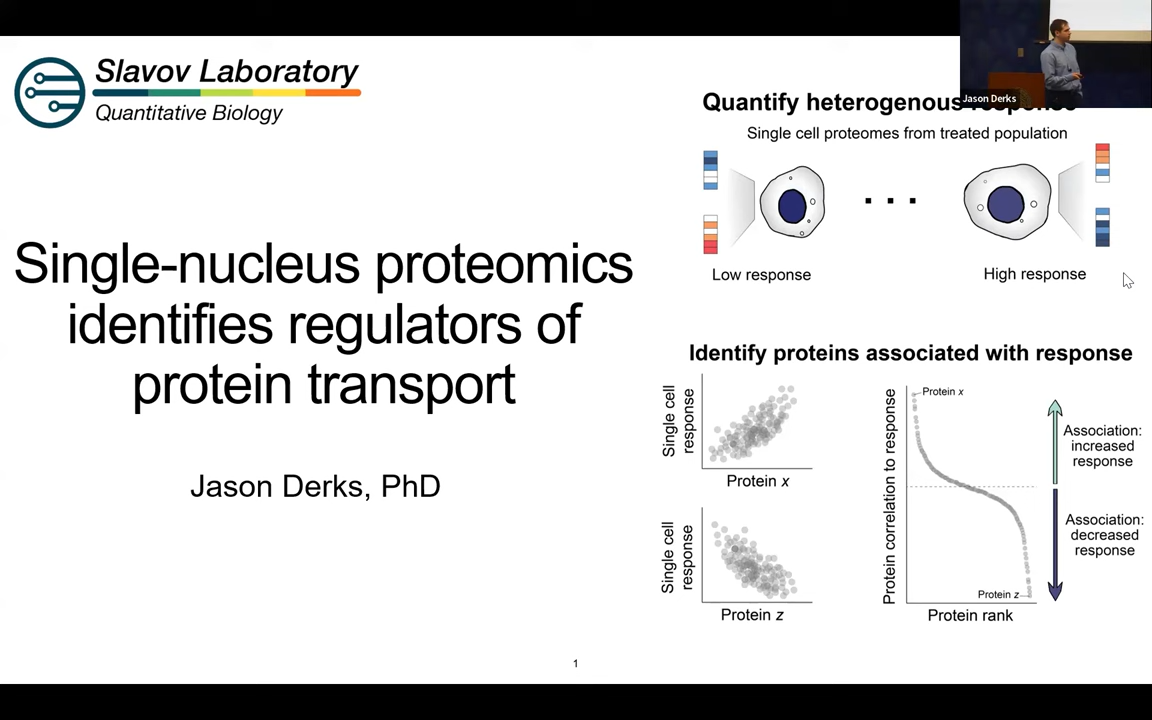 Slavov Laboratory
Quantitative Biology
Single-nucleus proteomics
identifies regulators of
protein transport
Jason Derks, PhD
Jason Derks
Quantify heterogenous response
Single cell proteomes from treated population
Low response
High response
Identify proteins associated with response
Single cell
response
Protein x
Single cell
response
Protein z
Protein correlation to response
Protein x
Protein z
Protein rank
Association:
increased
response
Association:
decreased
response
1